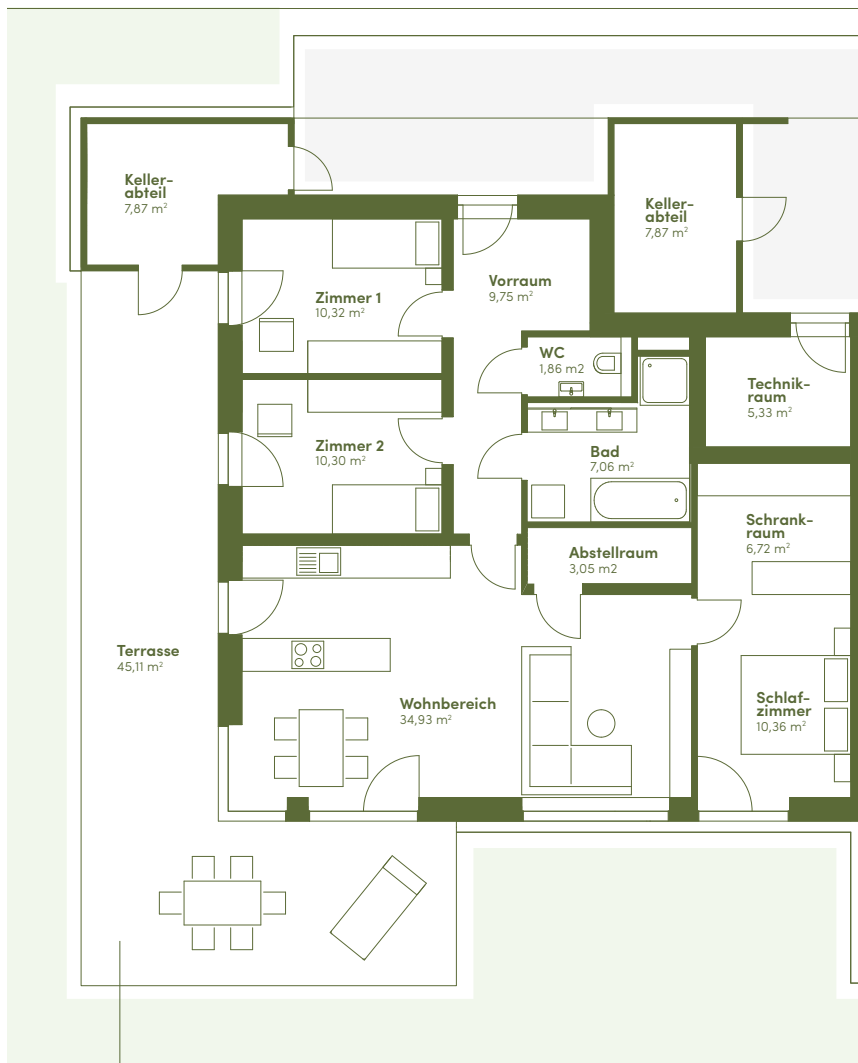 Keller-
abteil
7,87 m²
Keller-
abteil
7,87 m²
Zimmer 1
10,32 m²
Vorraum
9,75 m²
WC
1,86 m2
Technik-
raum
5,33 m²
Zimmer 2
10,30 m²
Bad
7,06 m²
Schrank-
raum
6,72 m²
Abstellraum
3,05 m2
Terrasse
45,11 m²
Wohnbereich
34,93 m²
Schlaf-
zimmer
10,36 m²